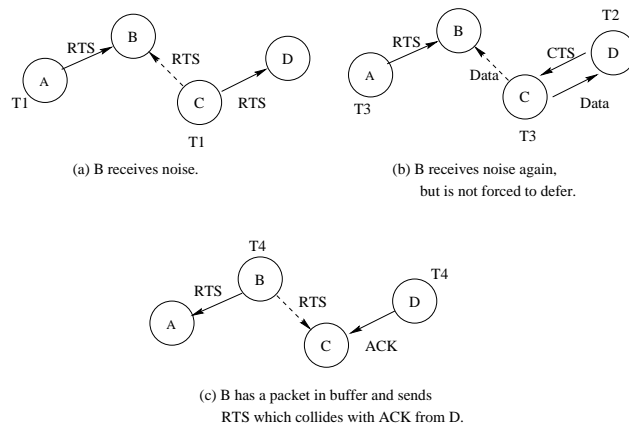 B
RTS
RTS
D
A
T1
C
RTS
T1
(a) B receives noise.
T2
B
RTS
CTS
D
A
Data
T3
C
Data
T3
(b) B receives noise again,
but is not forced to defer.
T4
B
T4
RTS
RTS
D
A
C
ACK
(c) B has a packet in buffer and sends
RTS which collides with ACK from D.